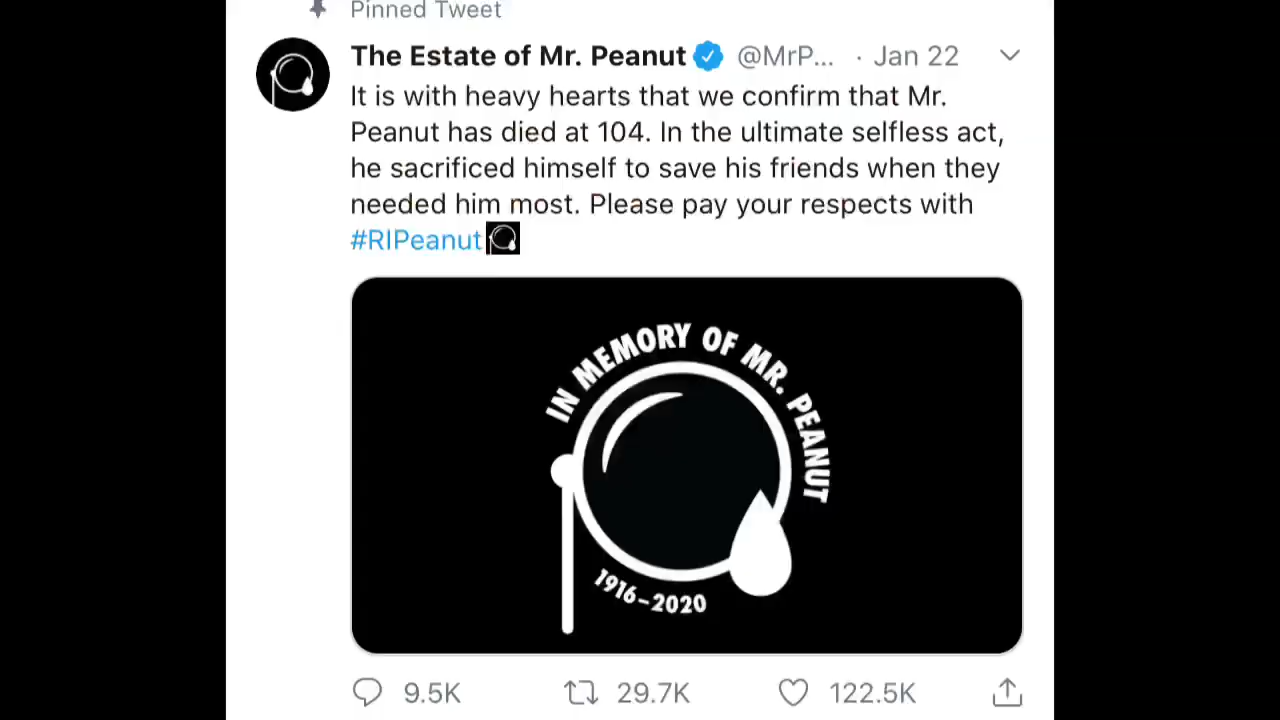 Pinned Tweet
The Estate of Mr. Peanut @MrP... · Jan 22
It is with heavy hearts that we confirm that Mr.
Peanut has died at 104. In the ultimate selfless act,
he sacrificed himself to save his friends when they
needed him most. Please pay your respects with
#RIPeanut
IN MEMORY OF MR. PEANUT
1916-2020
9.5K 29.7K 122.5K